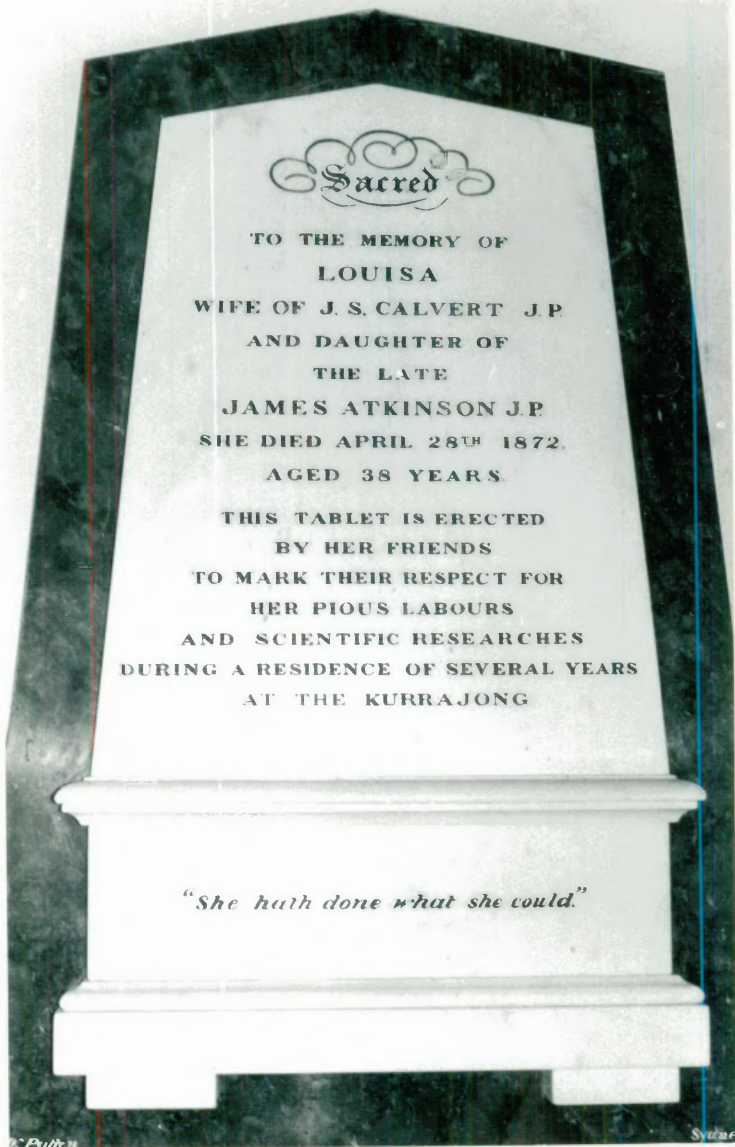 Sacred
TO THE MEMORY OF
LOUISA
WIFE OF J. S. CALVERT J.P.
AND DAUGHTER OF
THE LATE
JAMES ATKINSON J.P.
SHE DIED APRIL 28TH 1872.
AGED 38 YEARS
THIS TABLET IS ERECTED
BY HER FRIENDS
TO MARK THEIR RESPECT FOR
HER PIOUS LABOURS
AND SCIENTIFIC RESEARCHES
DURING A RESIDENCE OF SEVERAL YEARS
AT THE KURRAJONG
"She hath done what she could."